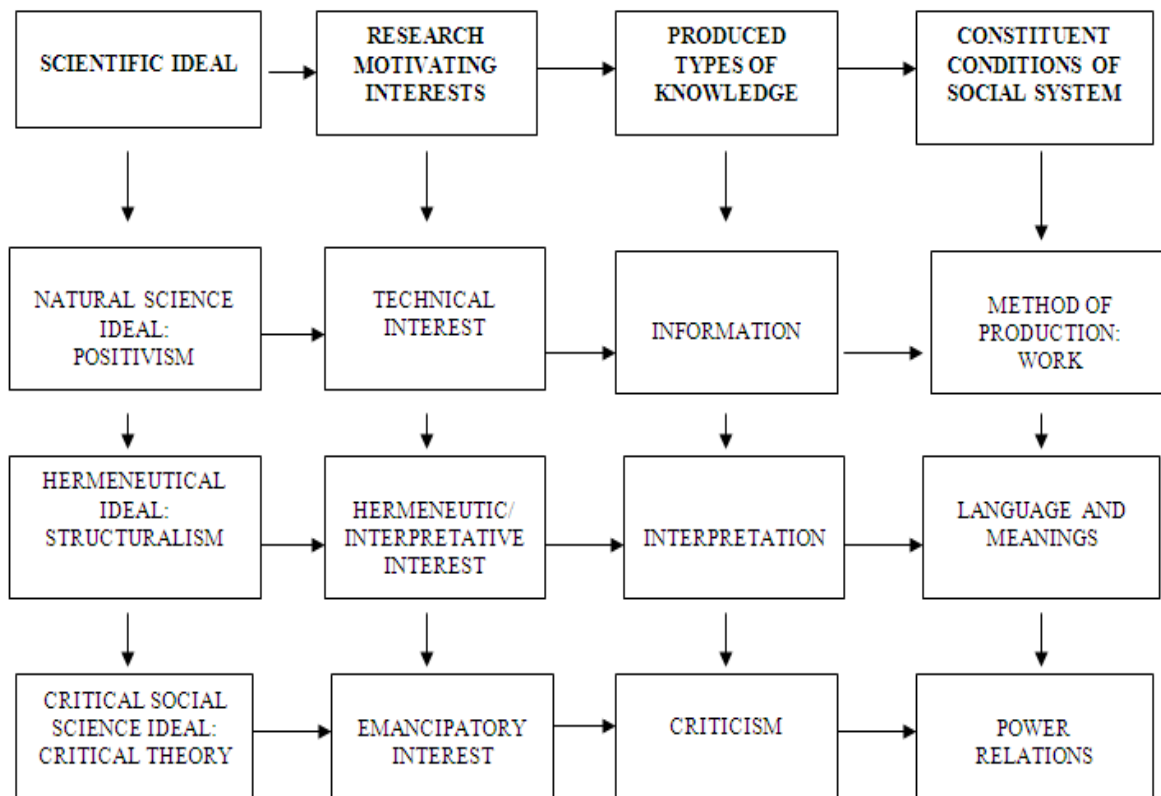 SCIENTIFIC IDEAL
RESEARCH
MOTIVATING
INTERESTS
PRODUCED
TYPES OF
KNOWLEDGE
CONSTITUENT
CONDITIONS OF
SOCIAL SYSTEM
NATURAL SCIENCE
IDEAL:
POSITIVISM
TECHNICAL
INTEREST
INFORMATION
METHOD OF
PRODUCTION:
WORK
HERMENEUTICAL
IDEAL:
STRUCTURALISM
HERMENEUTIC/
INTERPRETATIVE
INTEREST
INTERPRETATION
LANGUAGE AND
MEANINGS
CRITICAL SOCIAL
SCIENCE IDEAL:
CRITICAL THEORY
EMANCIPATORY
INTEREST
CRITICISM
POWER
RELATIONS